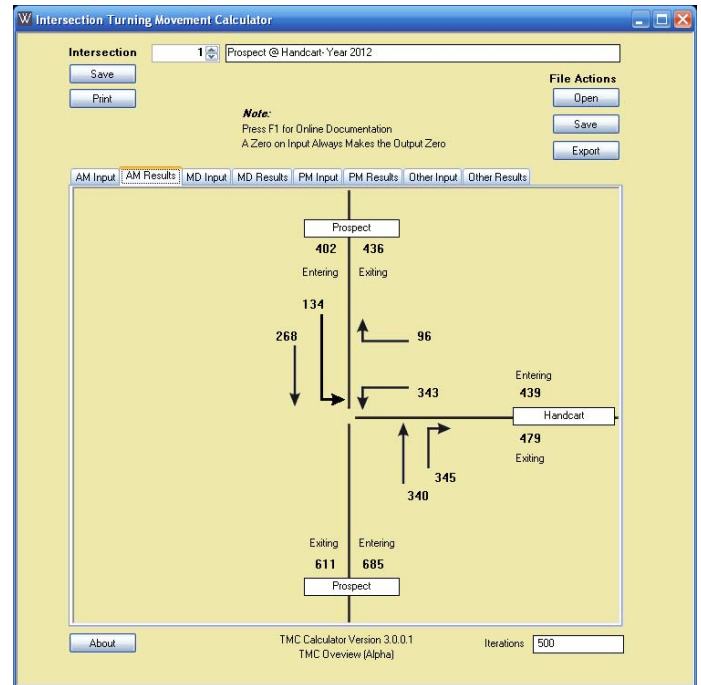 Intersection Turning Movement Calculator
Intersection 1 Prospect @ Handcart- Year 2012
Save
Print
File Actions
Open
Save
Export
Note:
Press F1 for Online Documentation
A Zero on Input Always Makes the Output Zero
AM Input AM Results MD Input MD Results PM Input PM Results Other Input Other Results
Prospect
402 436
Entering Exiting
134
268
96
343
Entering
439
Handcart
479
Exiting
345
340
Exiting Entering
611 685
Prospect
About
TMC Calculator Version 3.0.0.1
TMC Oveview (Alpha)
Iterations 500